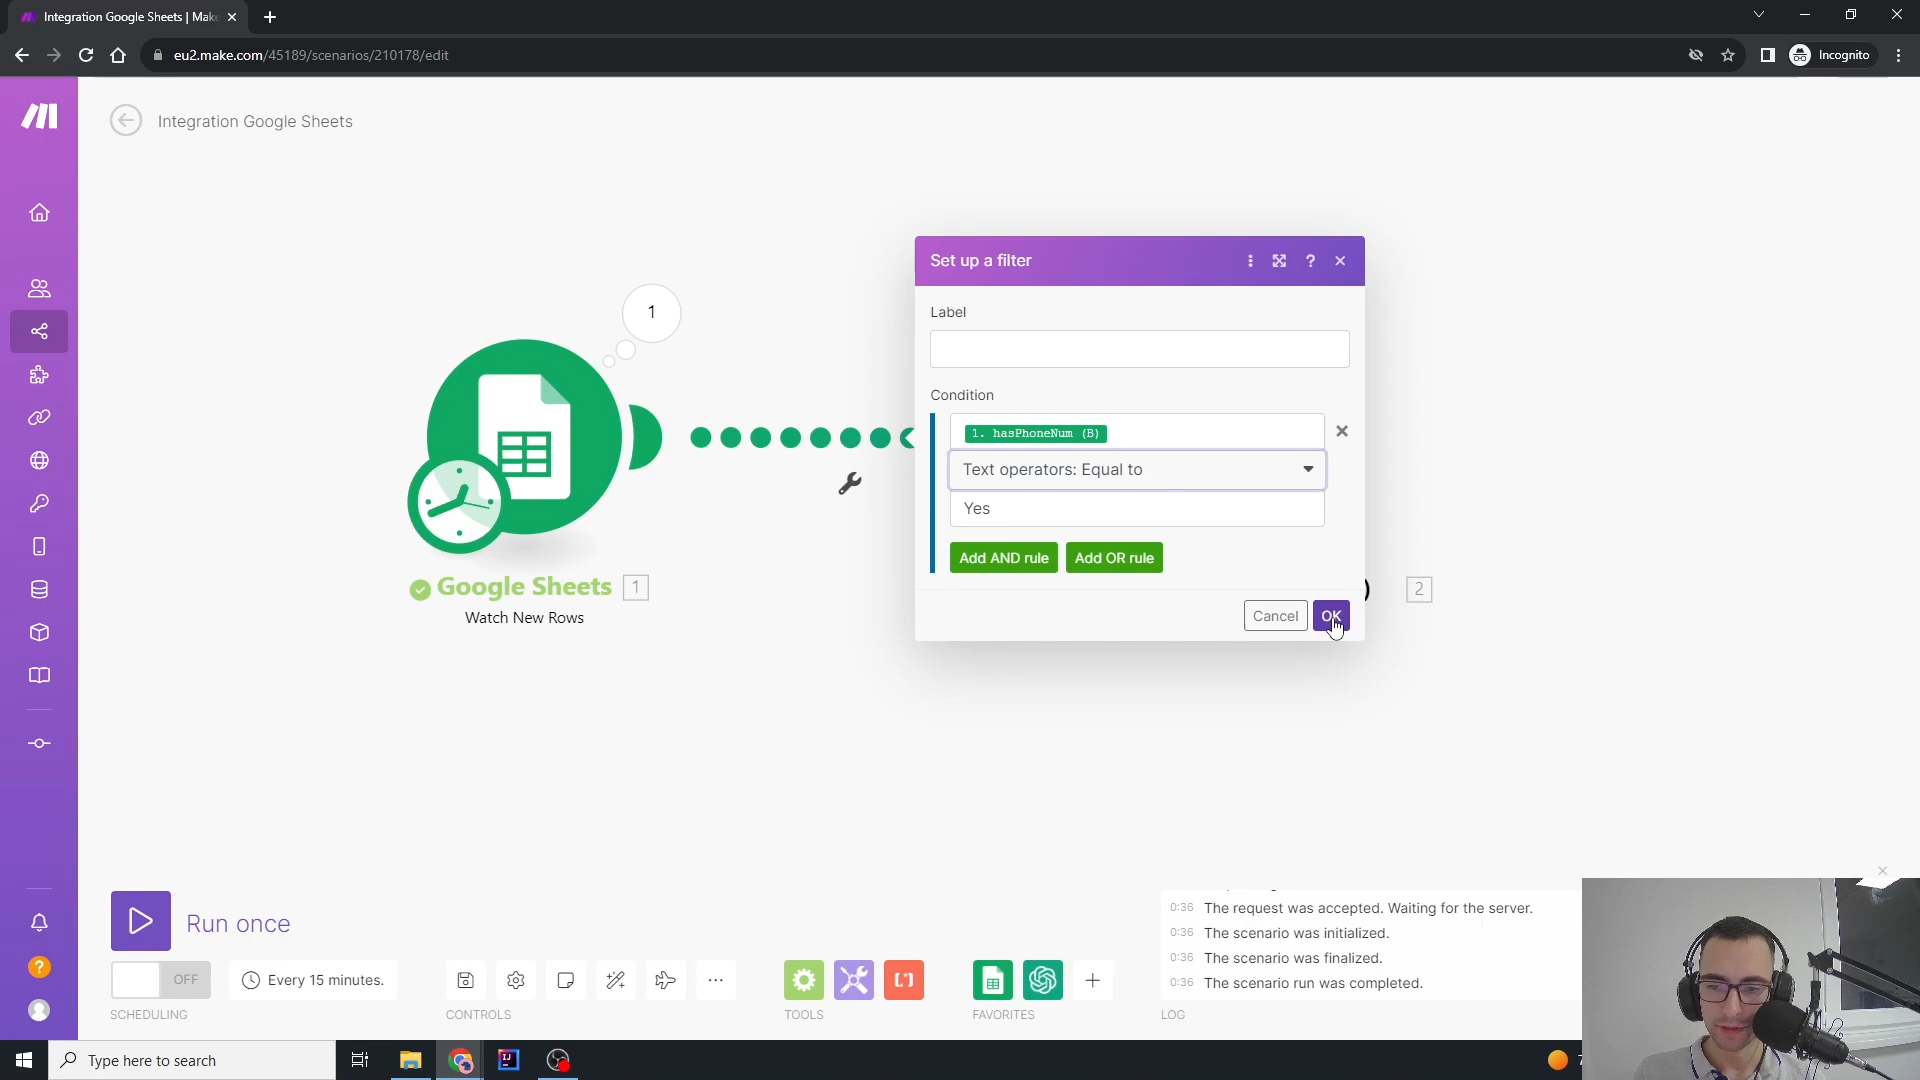 Integration Google Sheets | Make
eu2.make.com/45189/scenarios/210178/edit
Incognito
Integration Google Sheets
1
Google Sheets 1
Watch New Rows
Set up a filter
?
Label
Condition
1. hasPhoneNum (B)
Text operators: Equal to
Yes
Add AND rule
Add OR rule
Cancel
OK
2
Run once
OFF
Every 15 minutes.
SCHEDULING
CONTROLS
TOOLS
FAVORITES
LOG
0:36 The request was accepted. Waiting for the server.
0:36 The scenario was initialized.
0:36 The scenario was finalized.
0:36 The scenario run was completed.
?
Type here to search
IJ